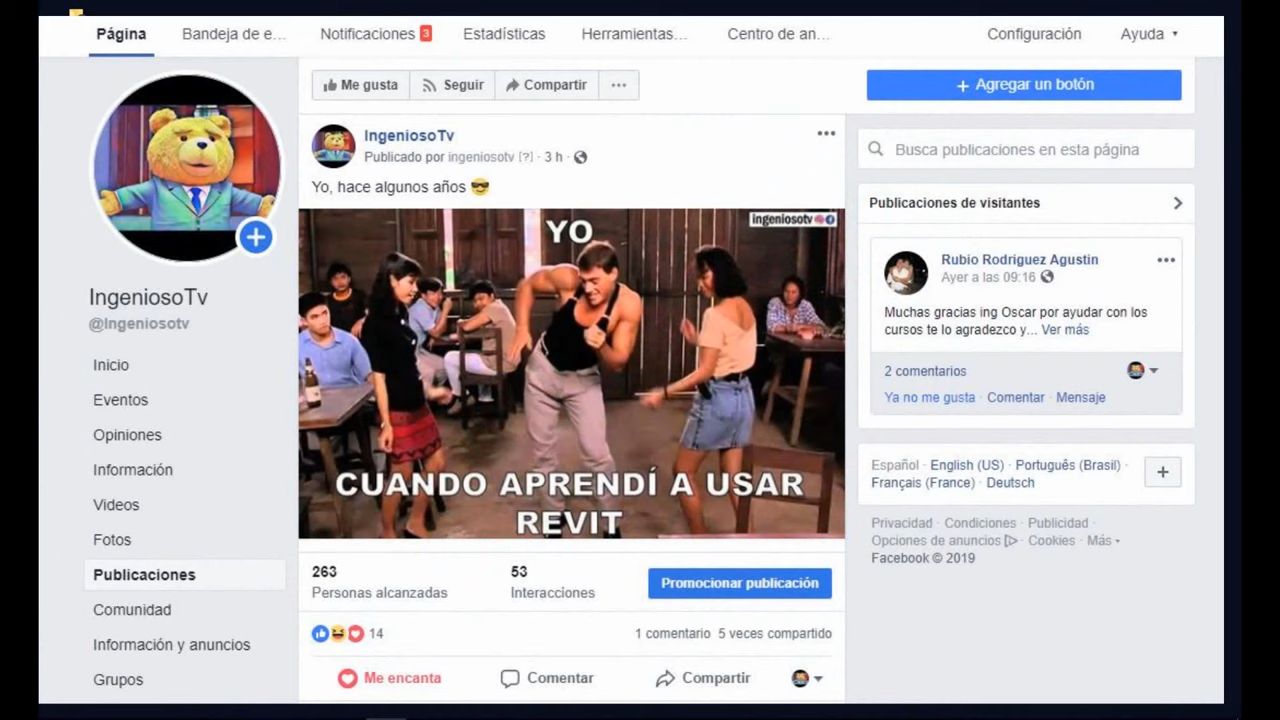 Página Bandeja de e... Notificaciones 3 Estadísticas Herramientas... Centro de an... Configuración Ayuda
Me gusta Seguir Compartir ...
+ Agregar un botón
IngeniosoTv
@Ingeniosotv
Inicio
Eventos
Opiniones
Información
Videos
Fotos
Publicaciones
Comunidad
Información y anuncios
Grupos
IngeniosoTv
Publicado por ingeniosotv [?] · 3 h ·
Yo, hace algunos años
ingeniosotv
YO
CUANDO APRENDÍ A USAR
REVIT
263
Personas alcanzadas
53
Interacciones
Promocionar publicación
14
1 comentario 5 veces compartido
Me encanta Comentar Compartir
Busca publicaciones en esta página
Publicaciones de visitantes
Rubio Rodriguez Agustin
Ayer a las 09:16
Muchas gracias ing Oscar por ayudar con los
cursos te lo agradezco y... Ver más
2 comentarios
Ya no me gusta · Comentar · Mensaje
Español · English (US) · Português (Brasil) ·
Français (France) · Deutsch
+
Privacidad · Condiciones · Publicidad ·
Opciones de anuncios · Cookies · Más
Facebook © 2019